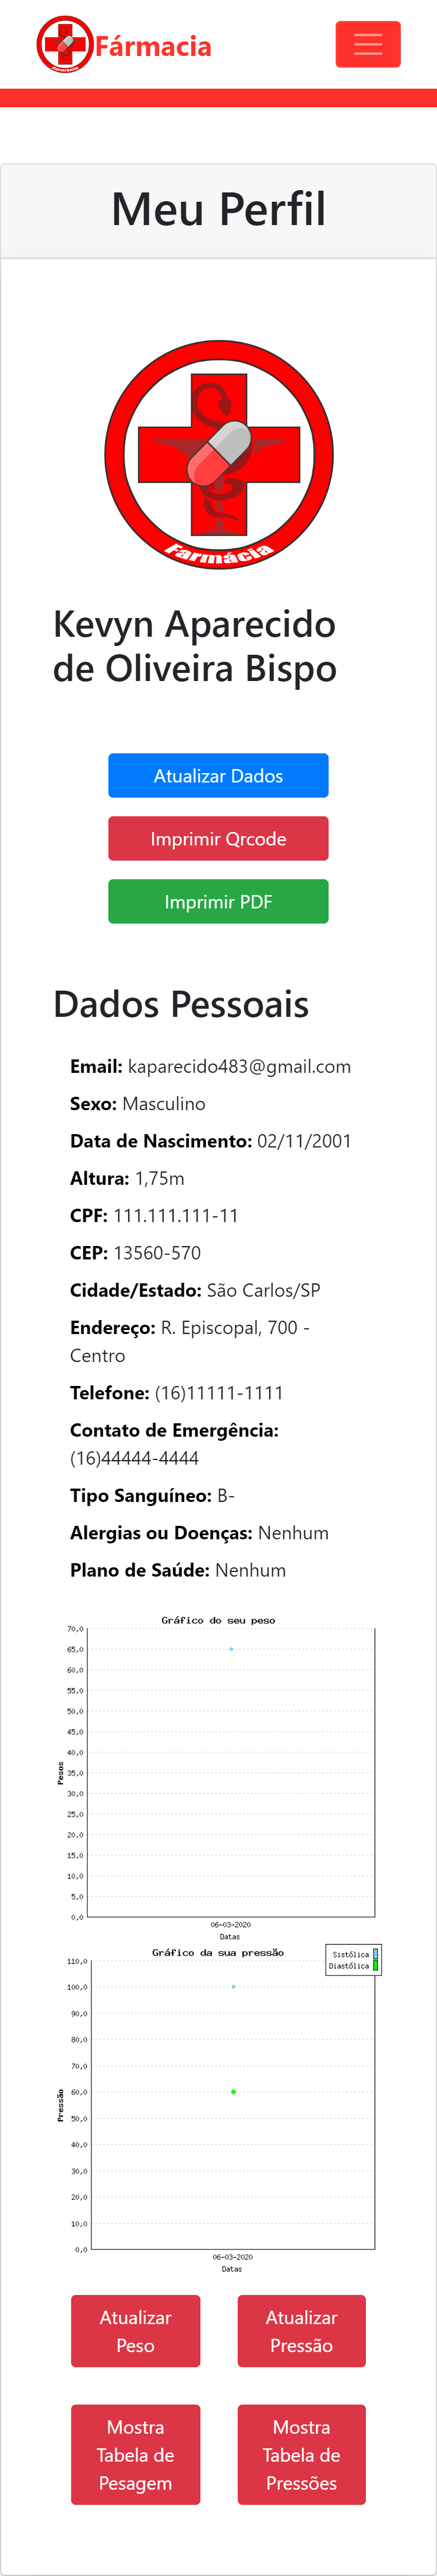 Fármacia
Meu Perfil
Farmácia
Kevyn Aparecido
de Oliveira Bispo
Atualizar Dados
Imprimir Qrcode
Imprimir PDF
Dados Pessoais
Email: kaparecido483@gmail.com
Sexo: Masculino
Data de Nascimento: 02/11/2001
Altura: 1,75m
CPF: 111.111.111-11
CEP: 13560-570
Cidade/Estado: São Carlos/SP
Endereço: R. Episcopal, 700 -
Centro
Telefone: (16)11111-1111
Contato de Emergência:
(16)44444-4444
Tipo Sanguíneo: B-
Alergias ou Doenças: Nenhum
Plano de Saúde: Nenhum
Gráfico do seu peso
70,0
65,0
60,0
55,0
50,0
45,0
40,0
35,0
30,0
25,0
20,0
15,0
10,0
5,0
0,0
Pesos
06-03-2020
Datas
Gráfico da sua pressão
Sistólica
Diastólica
110,0
100,0
90,0
80,0
70,0
60,0
50,0
40,0
30,0
20,0
10,0
0,0
Pressão
06-03-2020
Datas
Atualizar
Peso
Atualizar
Pressão
Mostra
Tabela de
Pesagem
Mostra
Tabela de
Pressões